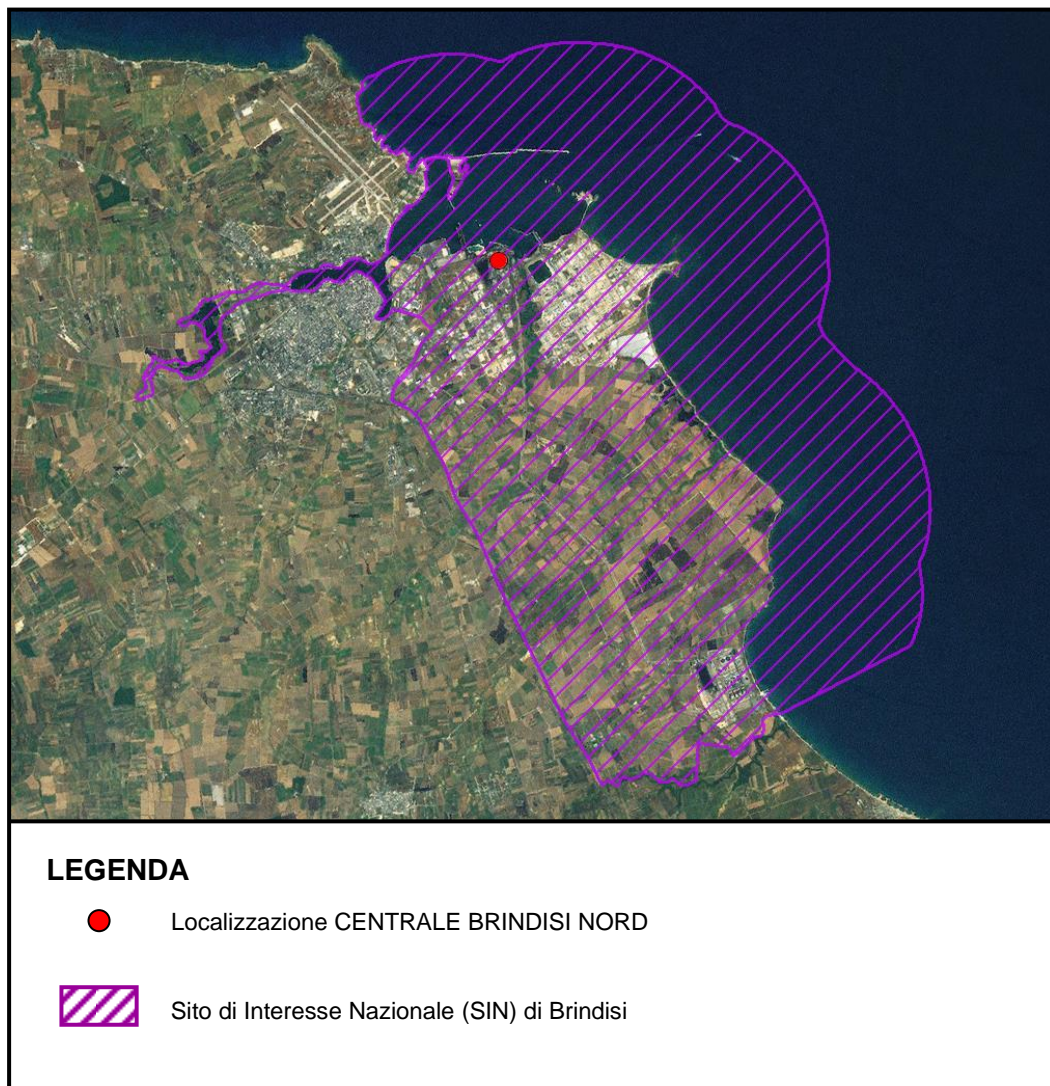 LEGENDA
Localizzazione CENTRALE BRINDISI NORD
Sito di Interesse Nazionale (SIN) di Brindisi